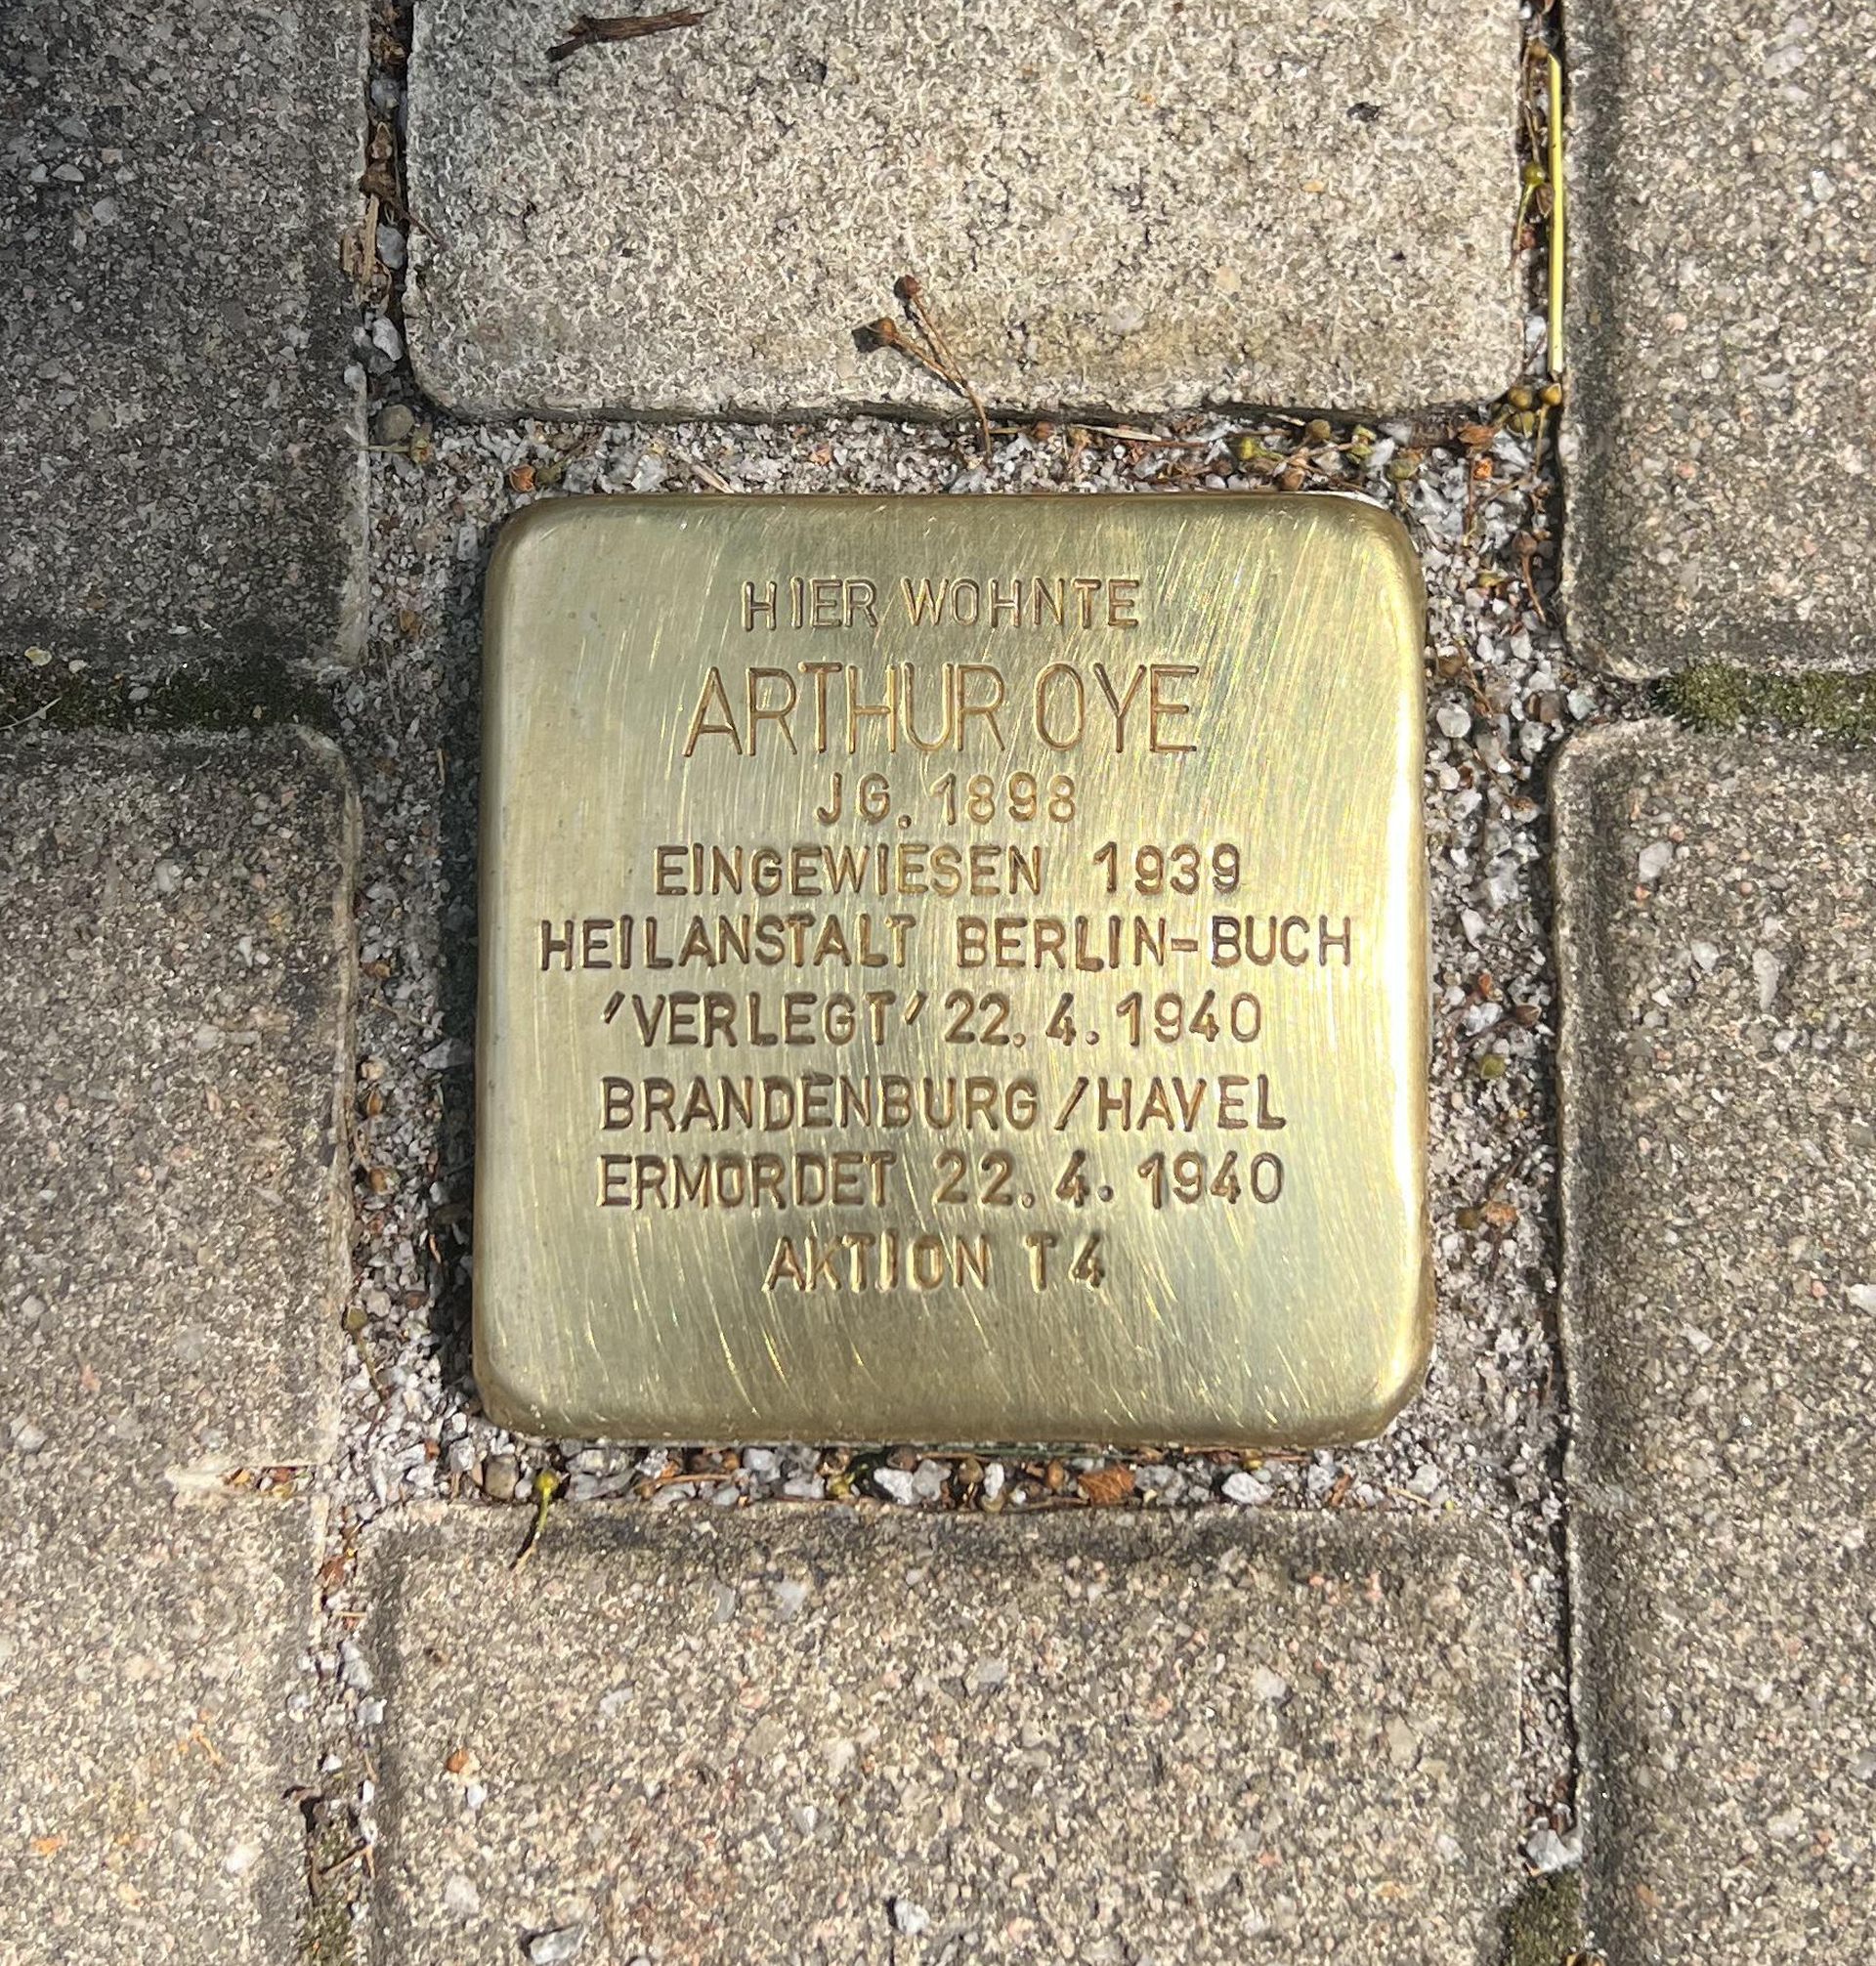 HIER WOHNTE
ARTHUR OYE
JG. 1898
EINGEWIESEN 1939
HEILANSTALT BERLIN-BUCH
'VERLEGT' 22.4.1940
BRANDENBURG/HAVEL
ERMORDET 22.4.1940
AKTION T4